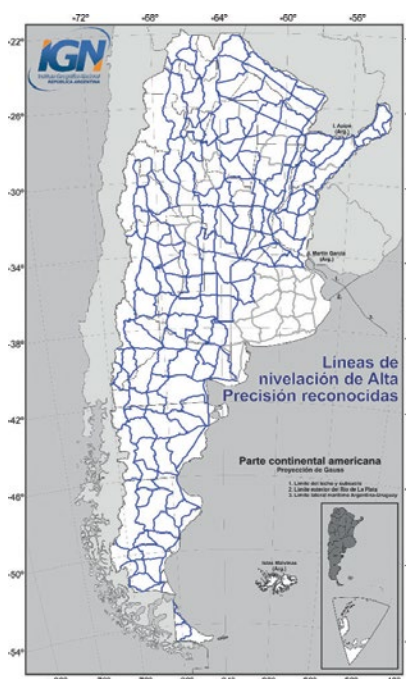 -72° -68° -64° -60° -56°
-22°
IGN
Instituto Geográfico Nacional
REPÚBLICA ARGENTINA
-26°
(Arg.)
-30°
I. Martín García
(Arg.)
-34°
-38°
Líneas de
nivelación de Alta
Precisión reconocidas
-42°
Parte continental americana
Proyección de Gauss
1. Límite del lecho y subsuelo
2. Límite exterior del Río de La Plata
3. Límite lateral marítimo Argentina-Uruguay
-46°
-50°
Islas Malvinas
(Arg.)
-54°